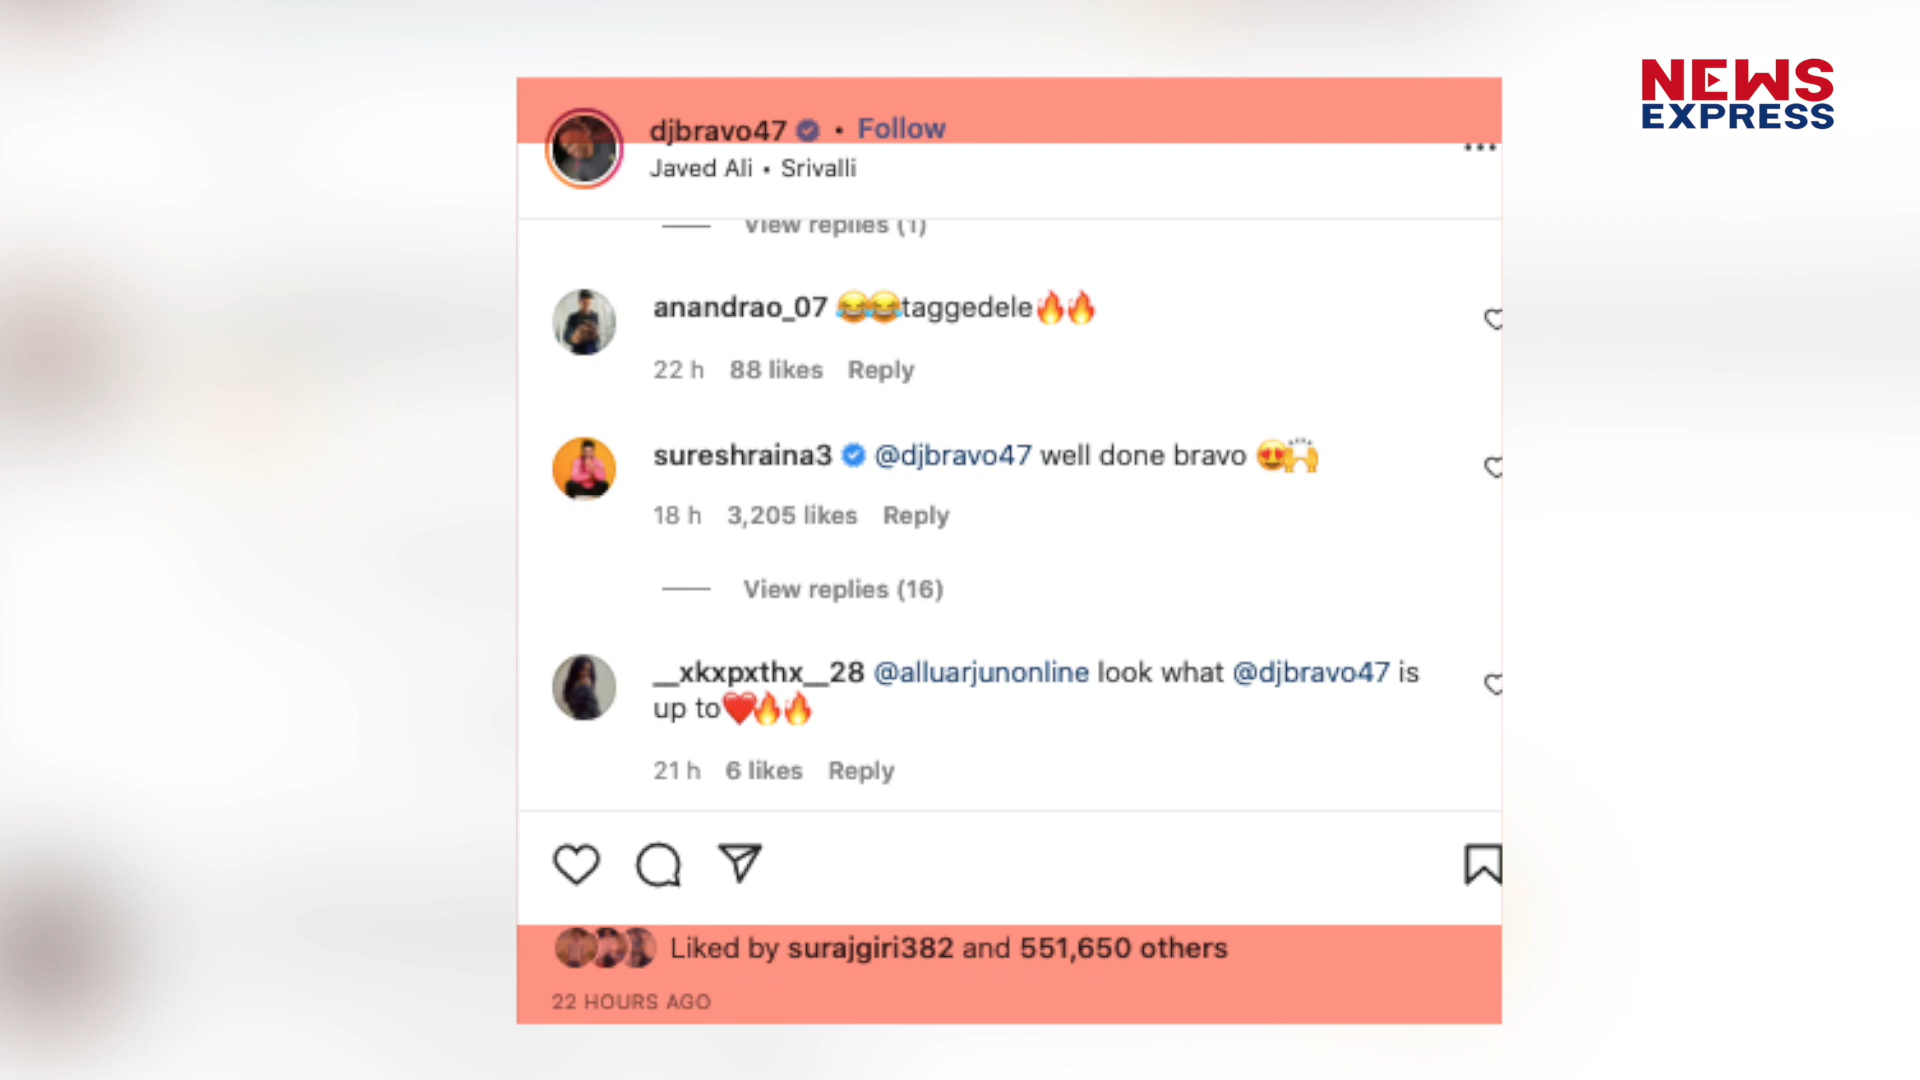 NEWS
EXPRESS
djbravo47 • Follow
Javed Ali • Srivalli
View replies (1)
anandrao_07 😂😂taggedele🔥🔥
22 h 88 likes Reply
sureshraina3 @djbravo47 well done bravo 😍🙌
18 h 3,205 likes Reply
View replies (16)
__xkxpxthx__28 @alluarjunonline look what @djbravo47 is
up to❤️🔥🔥
21 h 6 likes Reply
Liked by surajgiri382 and 551,650 others
22 HOURS AGO